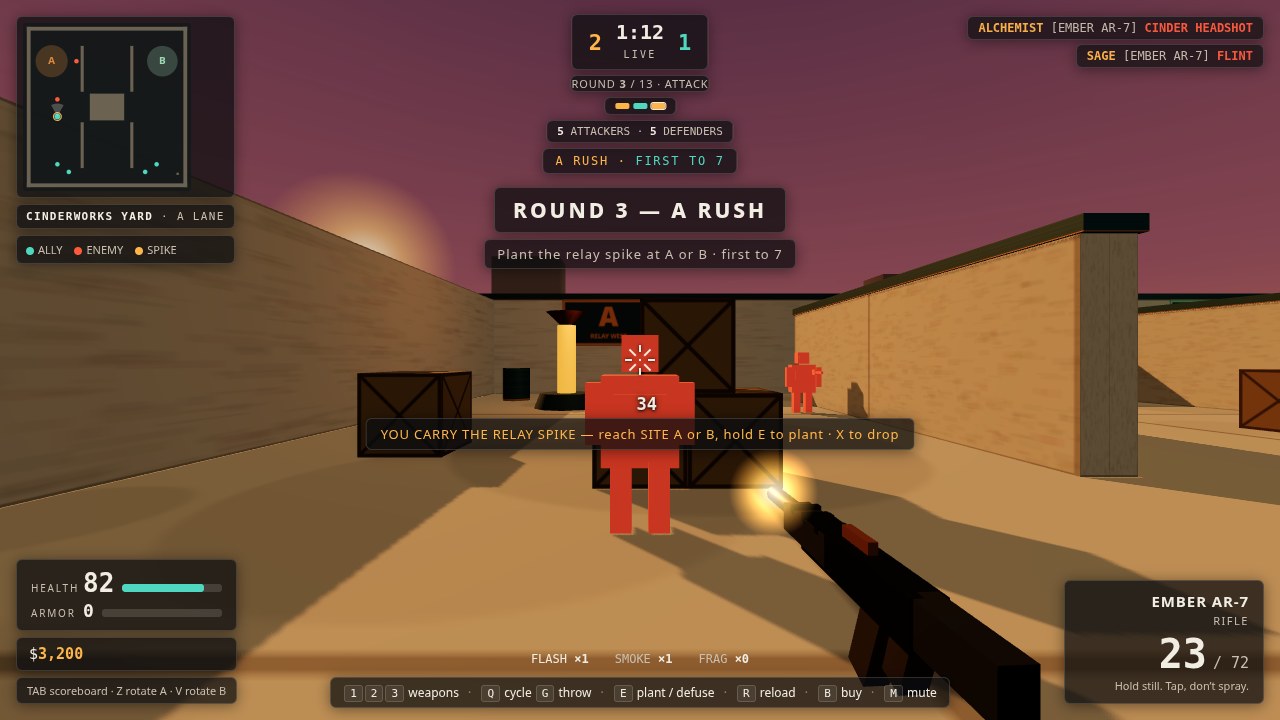 A
B
CINDERWORKS YARD · A LANE
ALLY ENEMY SPIKE
2 1:12 1
LIVE
ROUND 3 / 13 · ATTACK
5 ATTACKERS · 5 DEFENDERS
A RUSH · FIRST TO 7
ROUND 3 — A RUSH
Plant the relay spike at A or B · first to 7
ALCHEMIST [EMBER AR-7] CINDER HEADSHOT
SAGE [EMBER AR-7] FLINT
A
34
YOU CARRY THE RELAY SPIKE — reach SITE A or B, hold E to plant · X to drop
HEALTH 82
ARMOR 0
$3,200
TAB scoreboard · Z rotate A · V rotate B
FLASH ×1 SMOKE ×1 FRAG ×0
1 2 3 weapons · Q cycle G throw · E plant / defuse · R reload · B buy · M mute
EMBER AR-7
RIFLE
23 / 72
Hold still. Tap, don't spray.